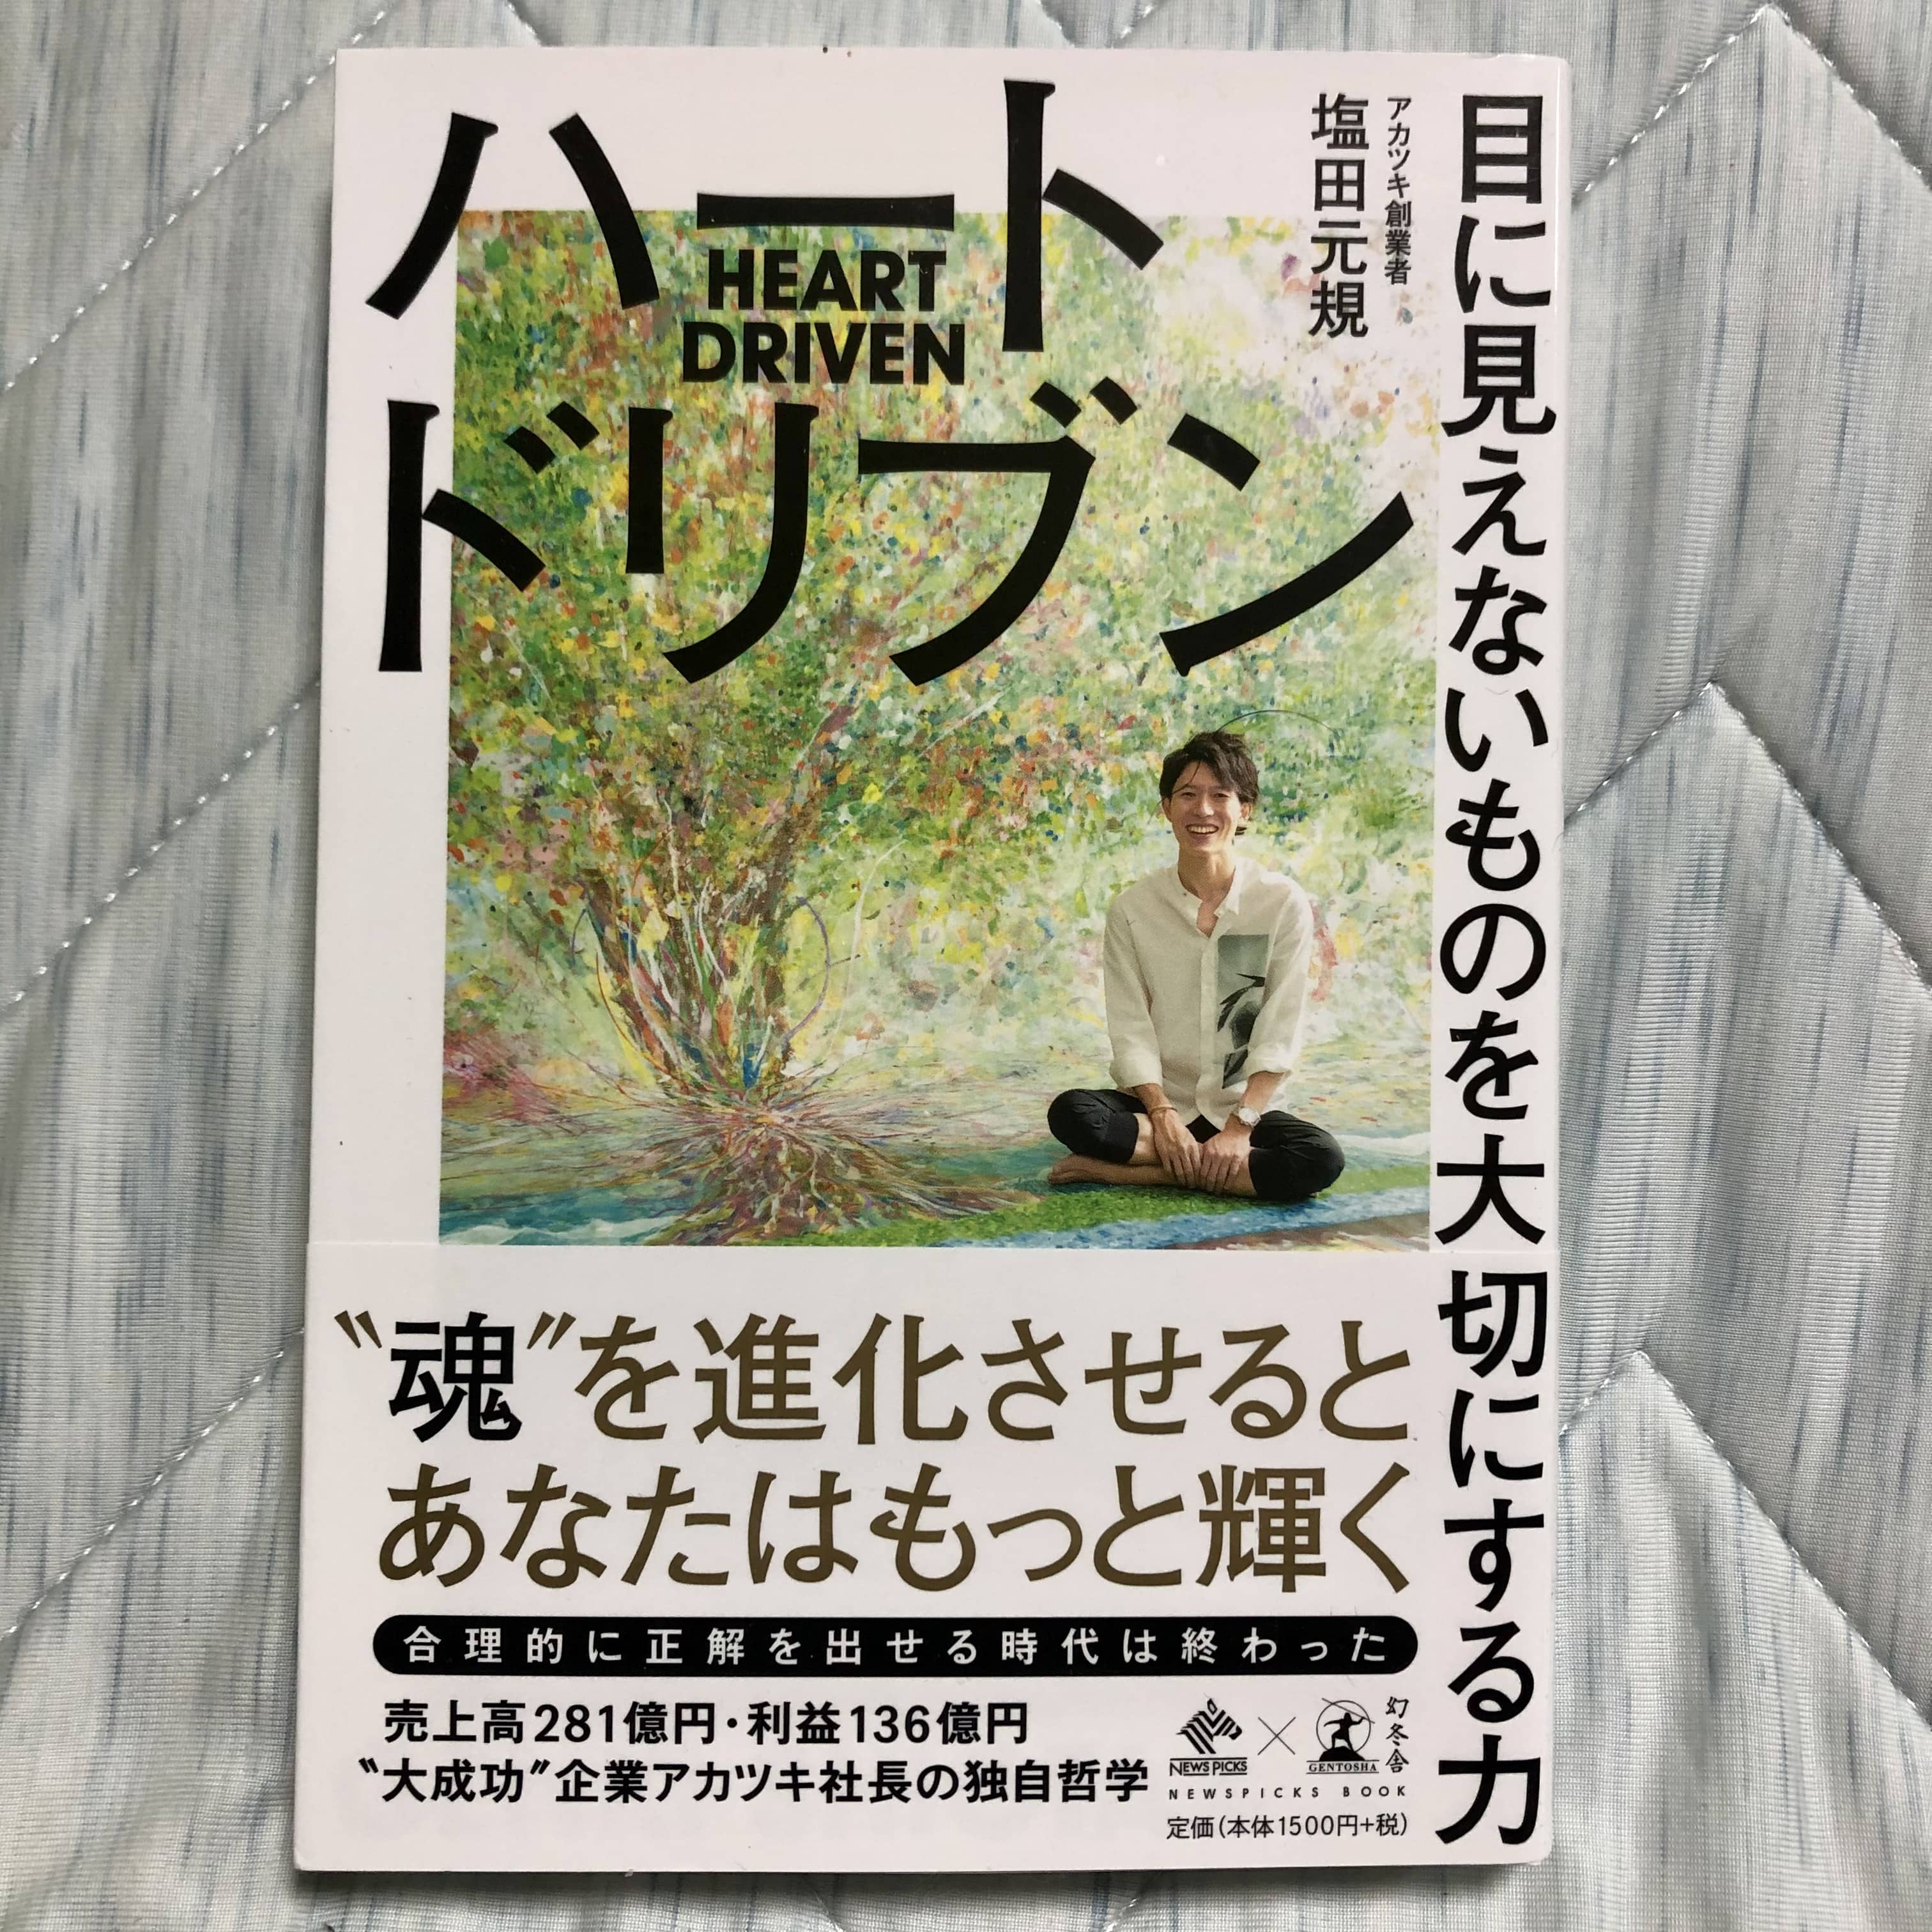 目に見えないものを大切にする力
アカツキ創業者
塩田元規
ハート
HEART
DRIVEN
ドリブン
〝魂〟を進化させると
あなたはもっと輝く
合理的に正解を出せる時代は終わった
売上高281億円・利益136億円
〝大成功〟企業アカツキ社長の独自哲学
NEWS PICKS
×
GENTOSHA
幻冬舎
NEWSPICKS BOOK
定価(本体1500円+税)